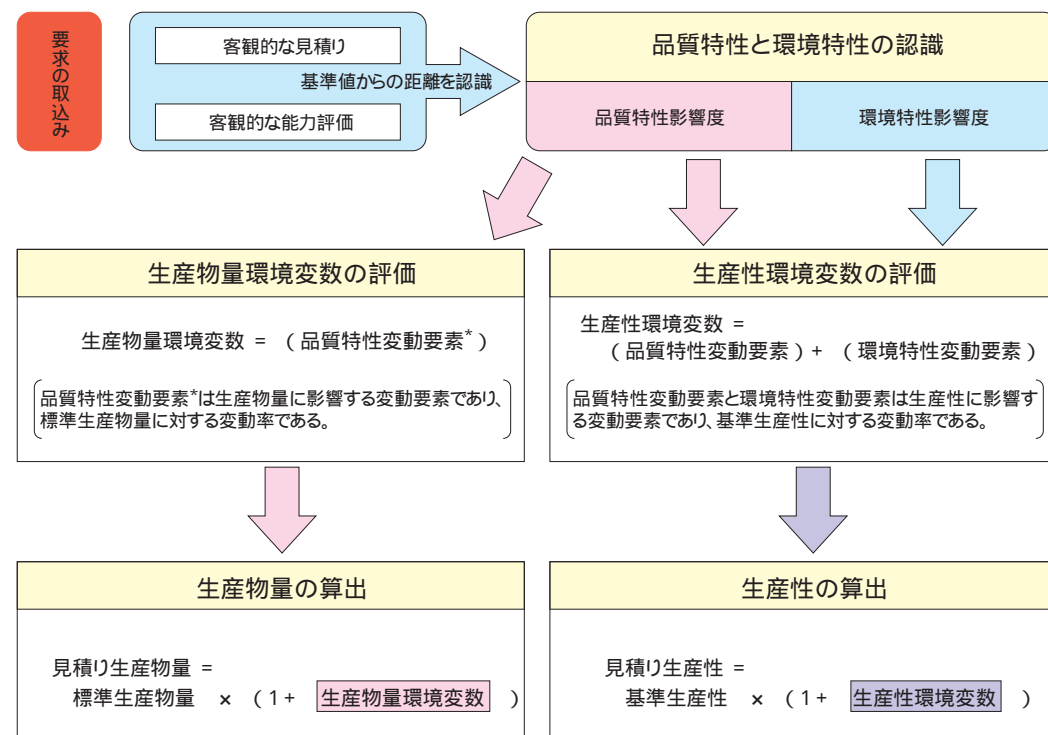 要求の取込み
客観的な見積り
基準値からの距離を認識
客観的な能力評価
品質特性と環境特性の認識
品質特性影響度
環境特性影響度
生産物量環境変数の評価
生産物量環境変数 = （品質特性変動要素*）
品質特性変動要素*は生産物量に影響する変動要素であり、
標準生産物量に対する変動率である。
生産性環境変数の評価
生産性環境変数 =
（品質特性変動要素）+ （環境特性変動要素）
品質特性変動要素と環境特性変動要素は生産性に影響す
る変動要素であり、基準生産性に対する変動率である。
生産物量の算出
見積り生産物量 =
標準生産物量 × （1+ 生産物量環境変数 ）
生産性の算出
見積り生産性 =
基準生産性 × （1+ 生産性環境変数 ）